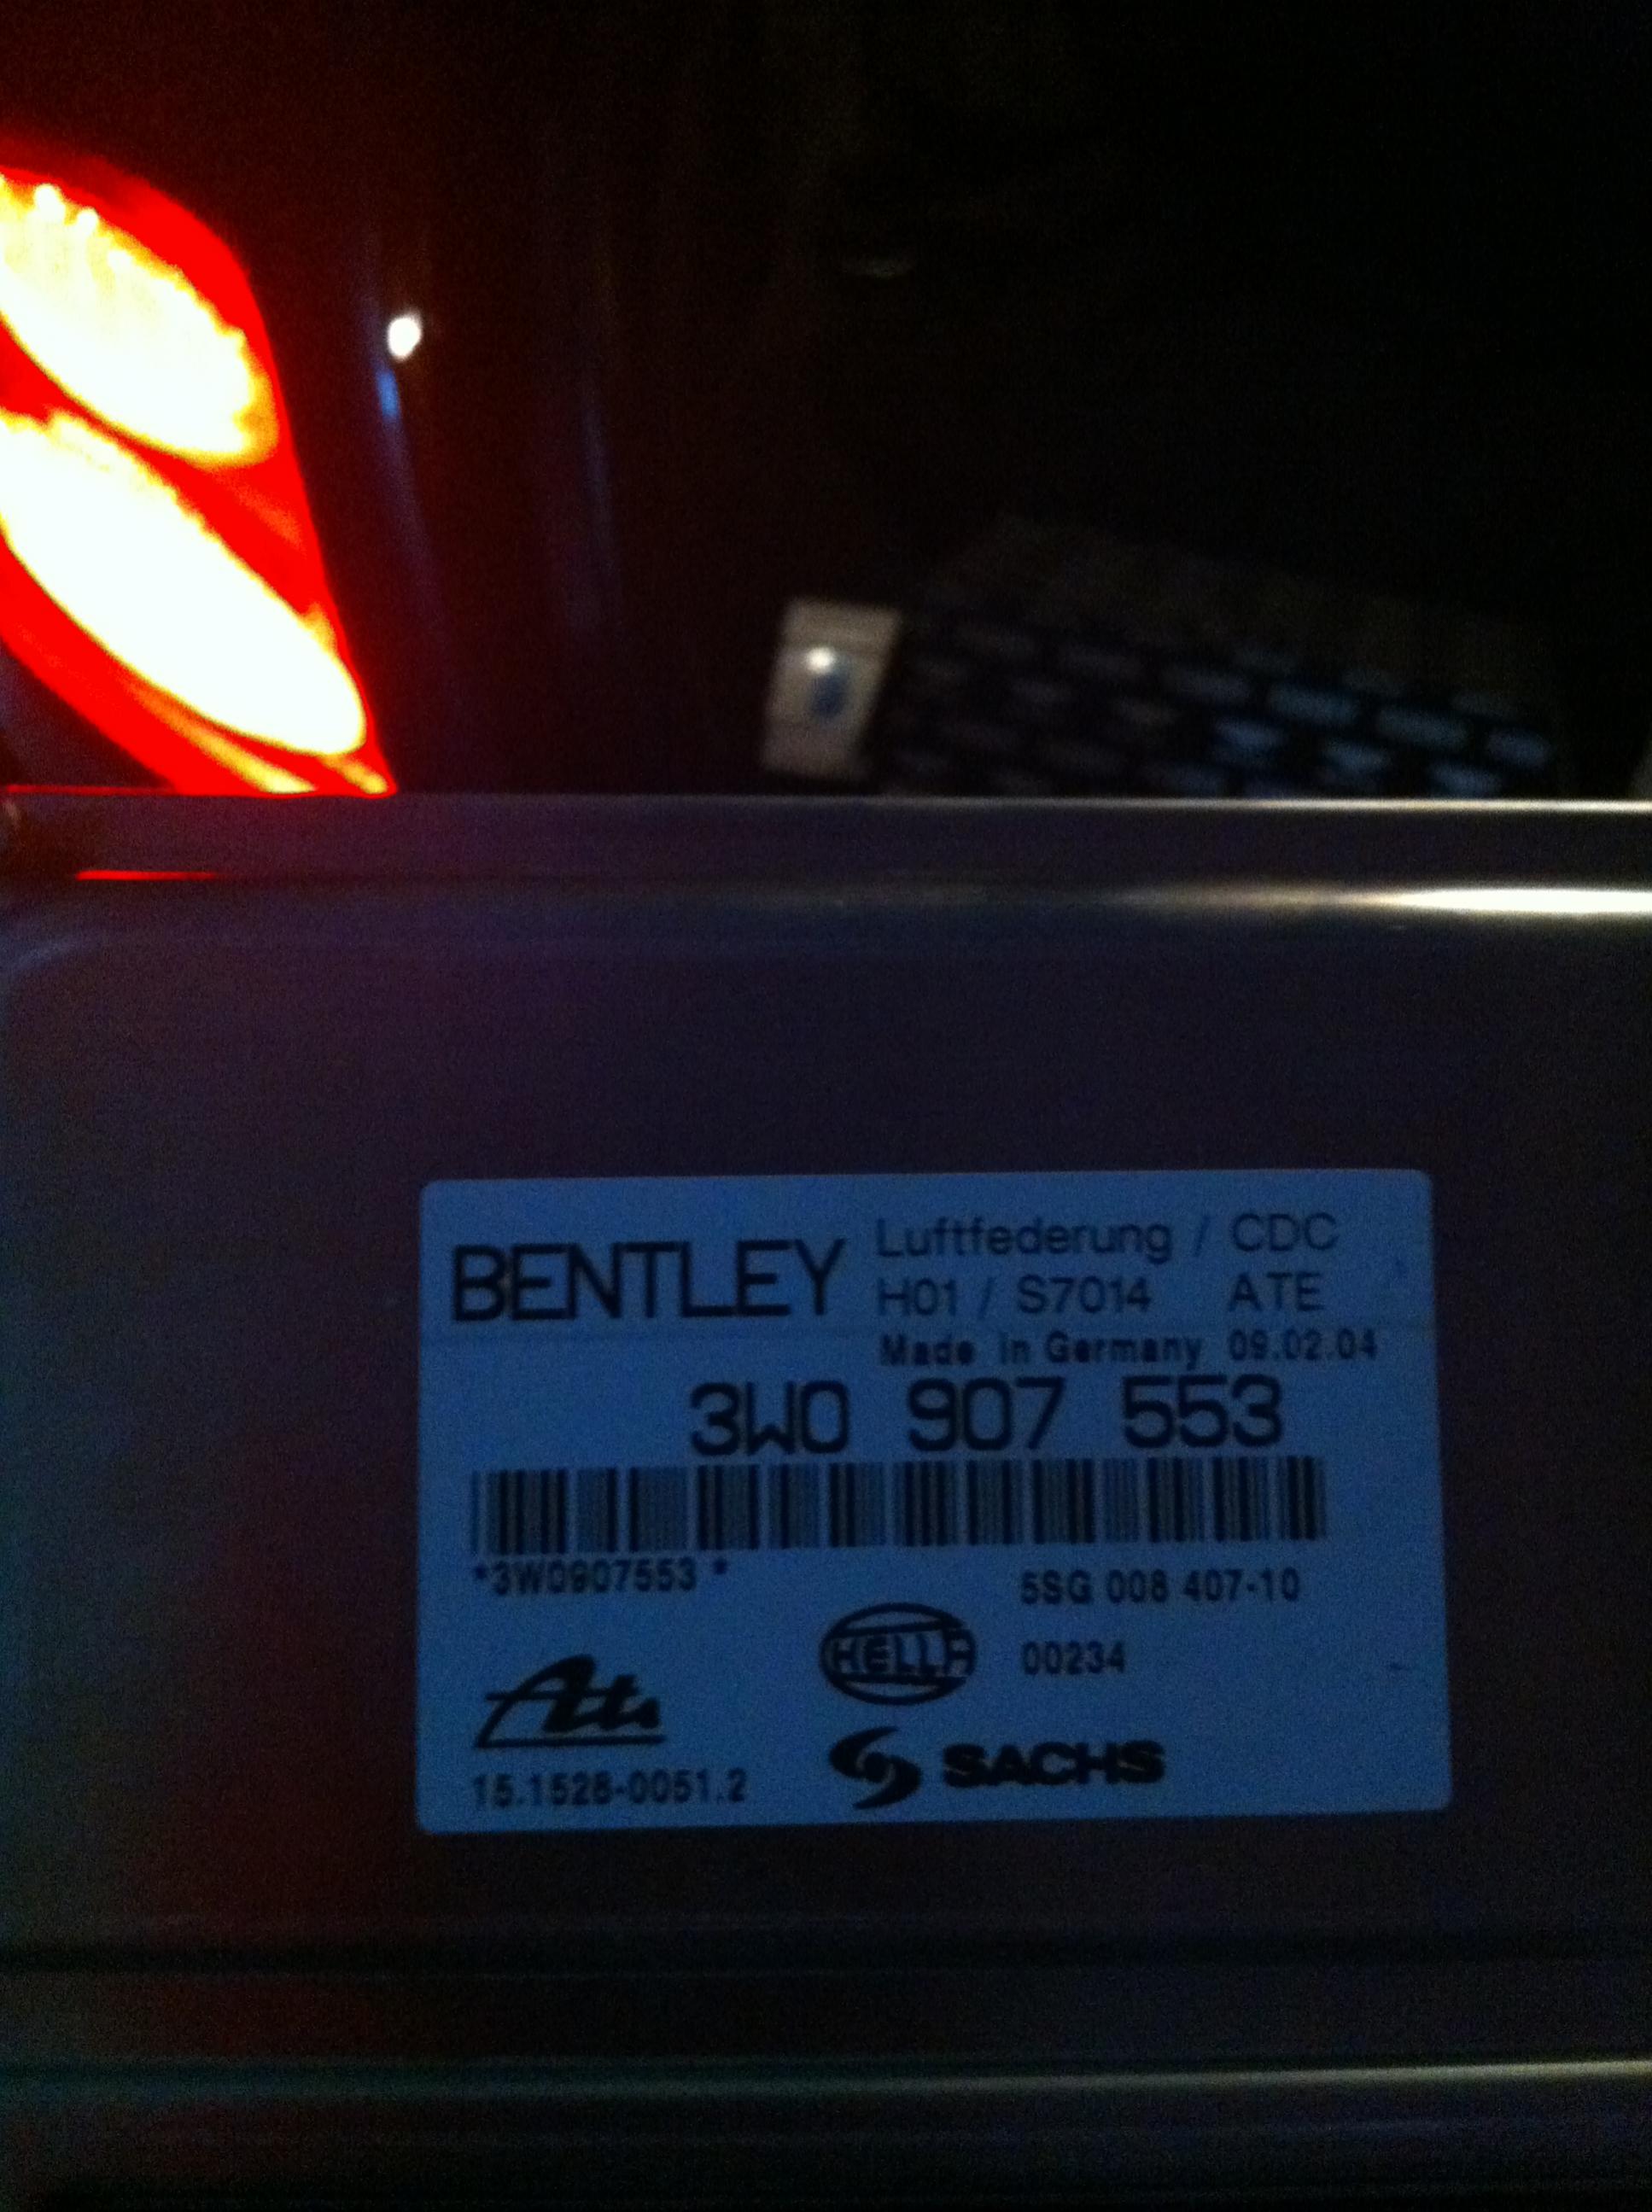 BENTLEY
Luftfederung / CDC
H01 / S7014 ATE
Made in Germany 09.02.04
3W0 907 553
*3W0907553 *
5SG 008 407-10
HELLA
00234
Ate
SACHS
15.1528-0051.2